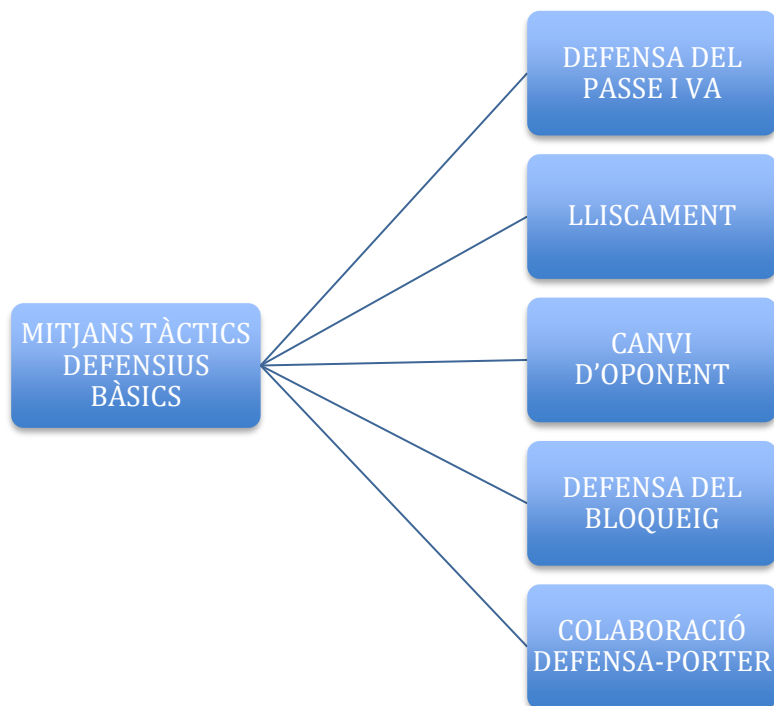 DEFENSA DEL
PASSE I VA
LLISCAMENT
MITJANS TÀCTICS
DEFENSIUS
BÀSICS
CANVI
D’OPONENT
DEFENSA DEL
BLOQUEIG
COLABORACIÓ
DEFENSA-PORTER